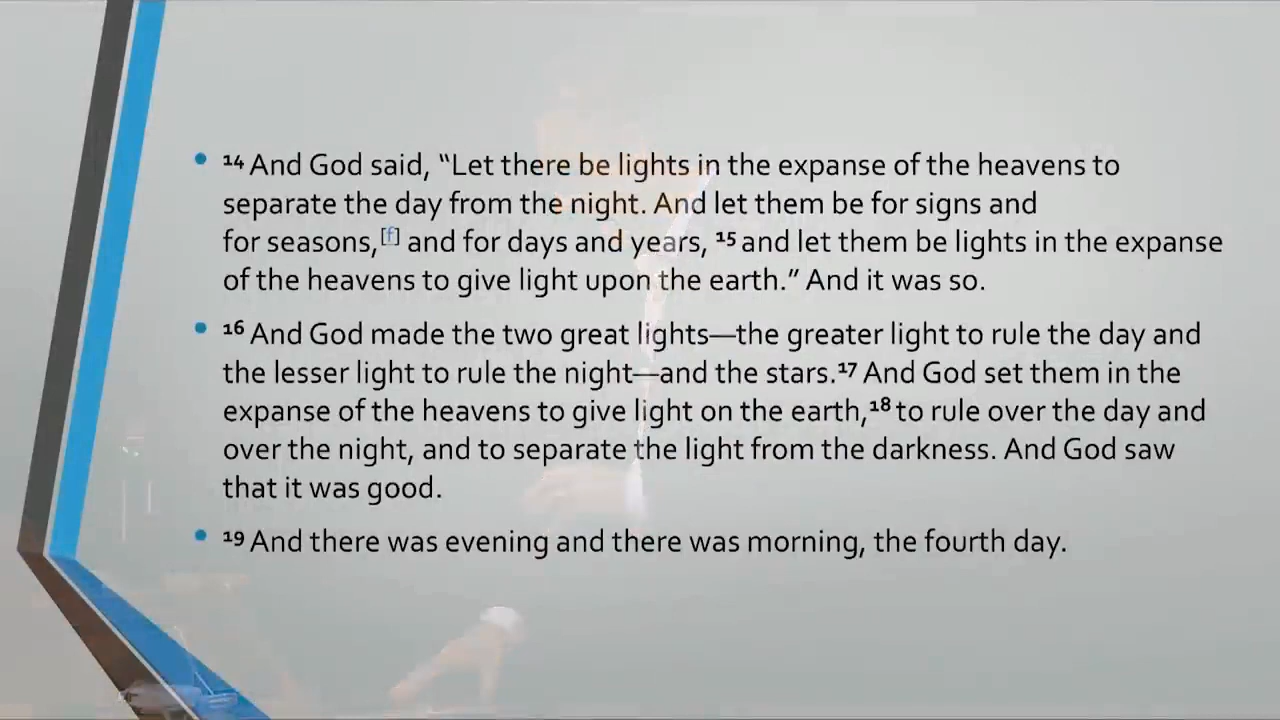 • 14 And God said, “Let there be lights in the expanse of the heavens to
separate the day from the night. And let them be for signs and
for seasons,[f] and for days and years, 15 and let them be lights in the expanse
of the heavens to give light upon the earth.” And it was so.
• 16 And God made the two great lights—the greater light to rule the day and
the lesser light to rule the night—and the stars.17 And God set them in the
expanse of the heavens to give light on the earth,18 to rule over the day and
over the night, and to separate the light from the darkness. And God saw
that it was good.
• 19 And there was evening and there was morning, the fourth day.